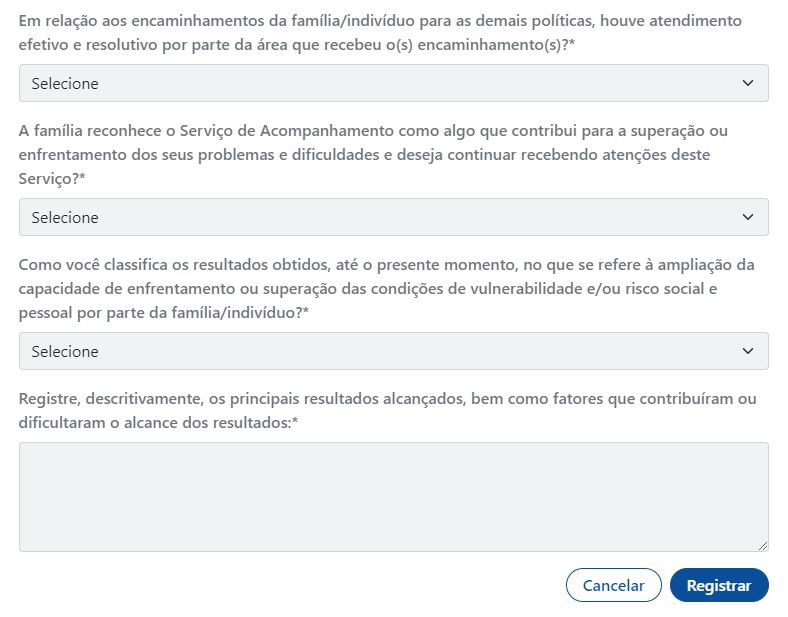 Em relação aos encaminhamentos da família/indivíduo para as demais políticas, houve atendimento
efetivo e resolutivo por parte da área que recebeu o(s) encaminhamento(s)?*
Selecione
A família reconhece o Serviço de Acompanhamento como algo que contribui para a superação ou
enfrentamento dos seus problemas e dificuldades e deseja continuar recebendo atenções deste
Serviço?*
Selecione
Como você classifica os resultados obtidos, até o presente momento, no que se refere à ampliação da
capacidade de enfrentamento ou superação das condições de vulnerabilidade e/ou risco social e
pessoal por parte da família/indivíduo?*
Selecione
Registre, descritivamente, os principais resultados alcançados, bem como fatores que contribuíram ou
dificultaram o alcance dos resultados:*
Cancelar
Registrar